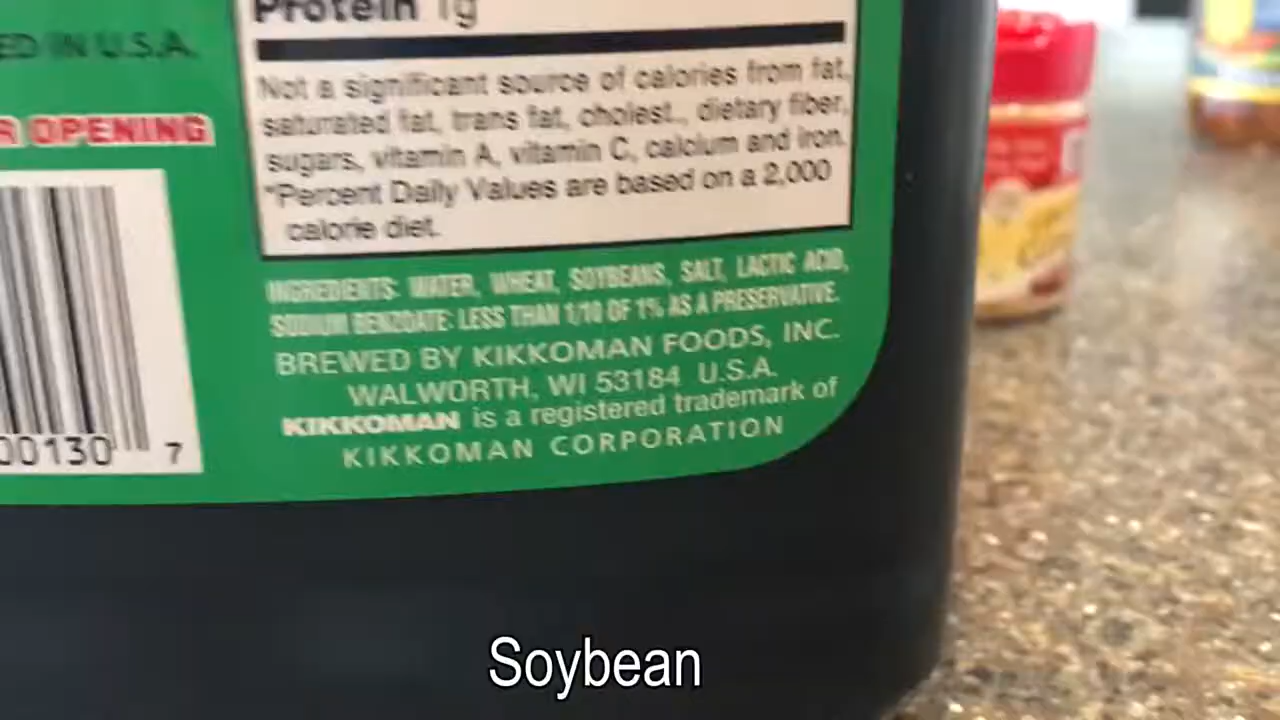 Protein 1g
ED IN U.S.A.
Not a significant source of calories from fat,
saturated fat, trans fat, cholest., dietary fiber,
sugars, vitamin A, vitamin C, calcium and iron.
*Percent Daily Values are based on a 2,000
calorie diet.
R OPENING
INGREDIENTS: WATER, WHEAT, SOYBEANS, SALT, LACTIC ACID,
SODIUM BENZOATE: LESS THAN 1/10 OF 1% AS A PRESERVATIVE.
BREWED BY KIKKOMAN FOODS, INC.
WALWORTH, WI 53184 U.S.A.
KIKKOMAN is a registered trademark of
KIKKOMAN CORPORATION
00130 7
Soybean